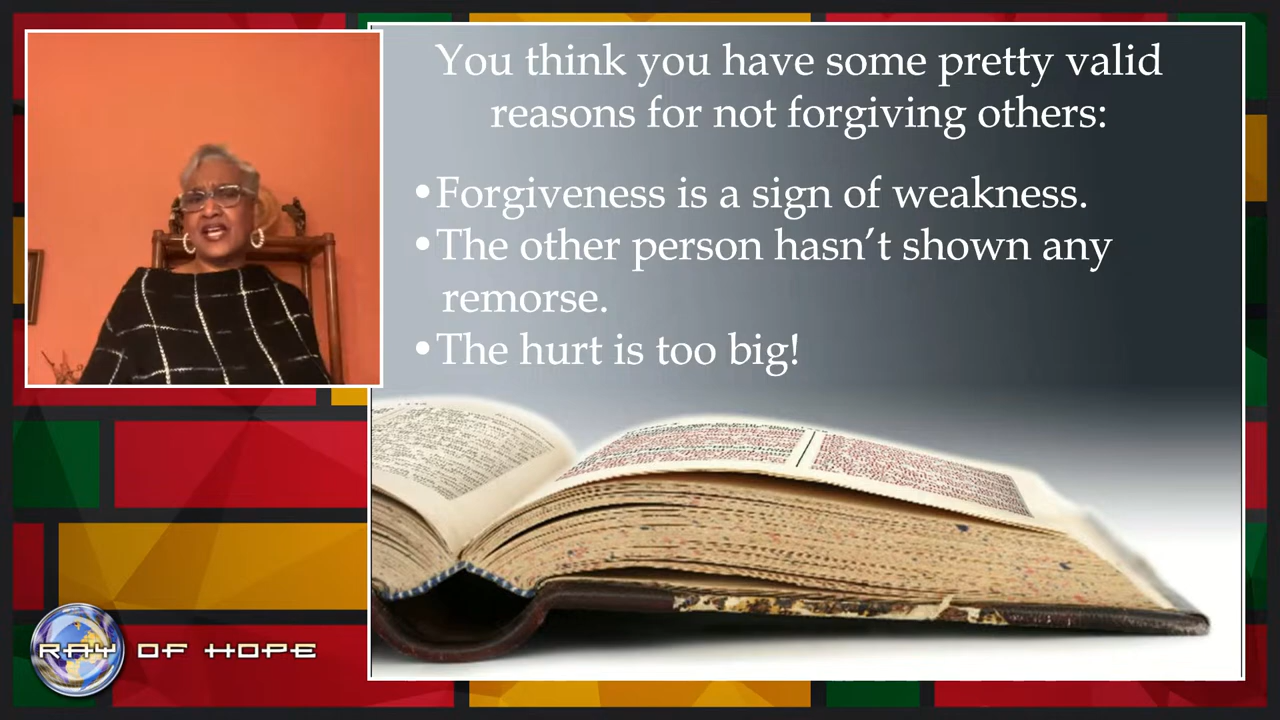 You think you have some pretty valid
reasons for not forgiving others:
•Forgiveness is a sign of weakness.
•The other person hasn’t shown any
remorse.
•The hurt is too big!
RAY OF HOPE